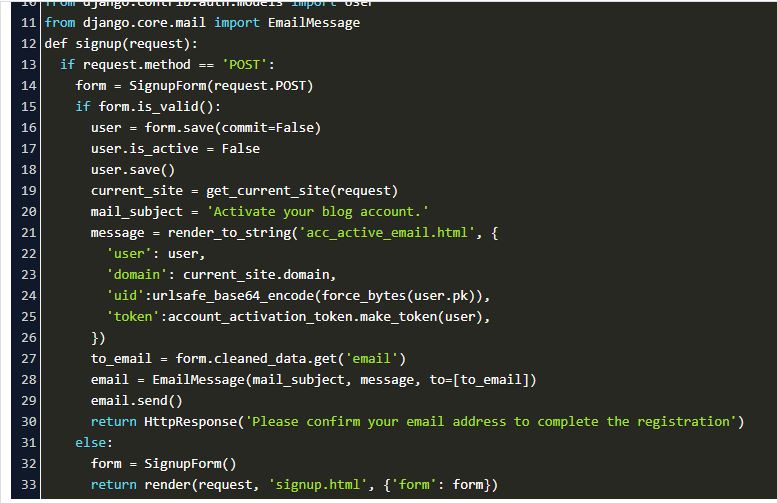 10 from django.contrib.auth.models import User
11 from django.core.mail import EmailMessage
12 def signup(request):
13   if request.method == 'POST':
14     form = SignupForm(request.POST)
15     if form.is_valid():
16       user = form.save(commit=False)
17       user.is_active = False
18       user.save()
19       current_site = get_current_site(request)
20       mail_subject = 'Activate your blog account.'
21       message = render_to_string('acc_active_email.html', {
22         'user': user,
23         'domain': current_site.domain,
24         'uid':urlsafe_base64_encode(force_bytes(user.pk)),
25         'token':account_activation_token.make_token(user),
26       })
27       to_email = form.cleaned_data.get('email')
28       email = EmailMessage(mail_subject, message, to=[to_email])
29       email.send()
30       return HttpResponse('Please confirm your email address to complete the registration')
31     else:
32       form = SignupForm()
33       return render(request, 'signup.html', {'form': form})